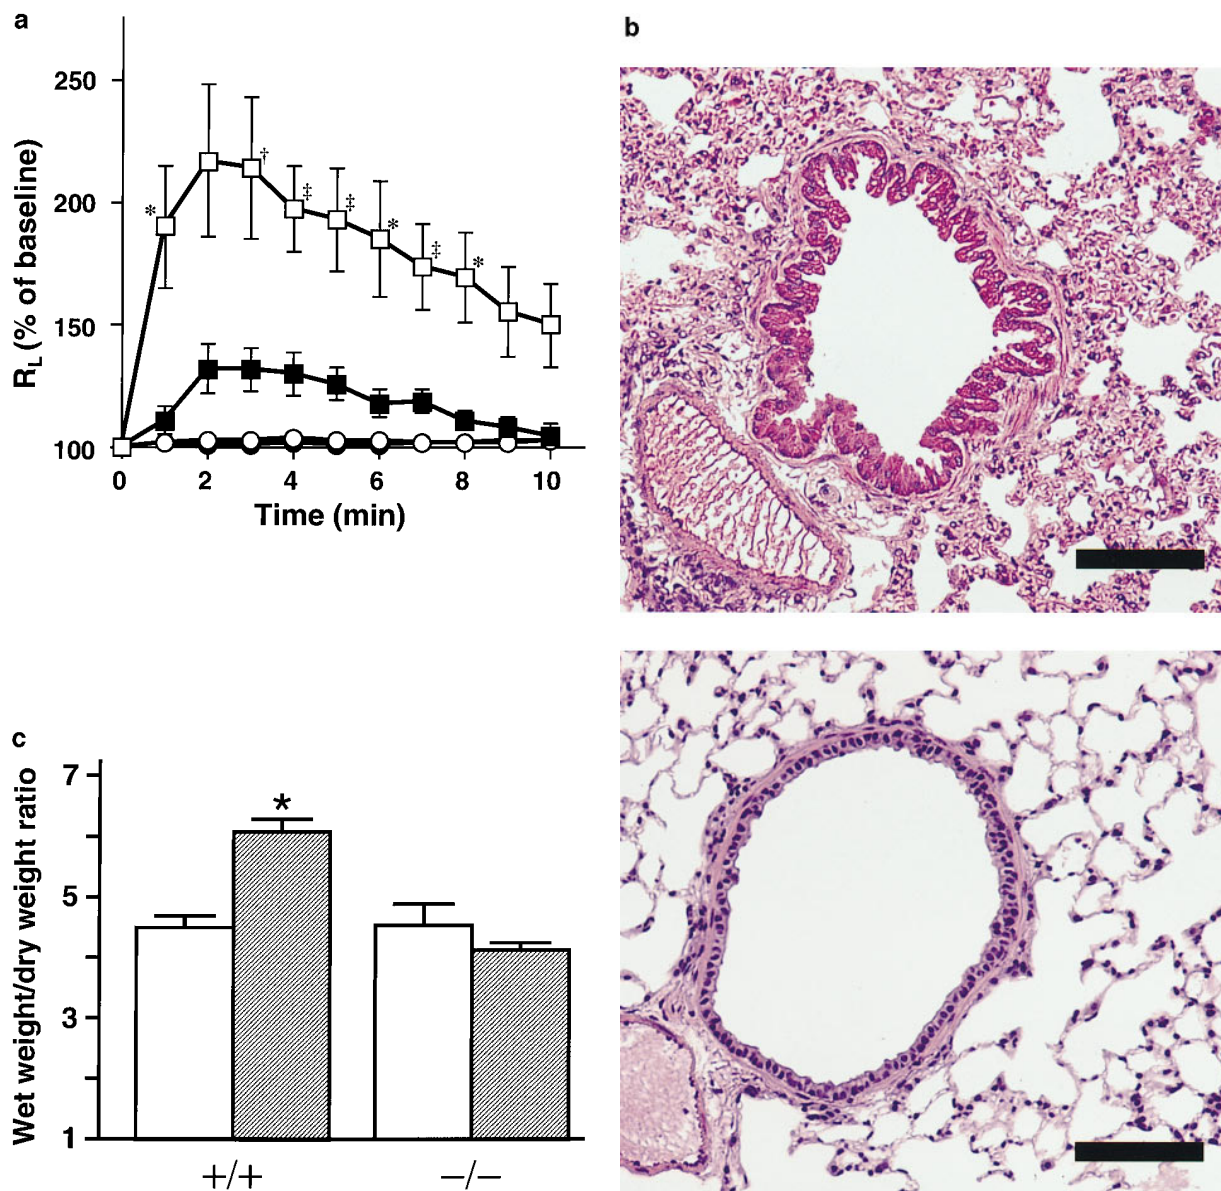 a
b
R_L (% of baseline)
250
200
150
100
*
†
‡
‡
*
‡
*
0 2 4 6 8 10
Time (min)
c
Wet weight/dry weight ratio
7
5
3
1
*
+/+ −/−